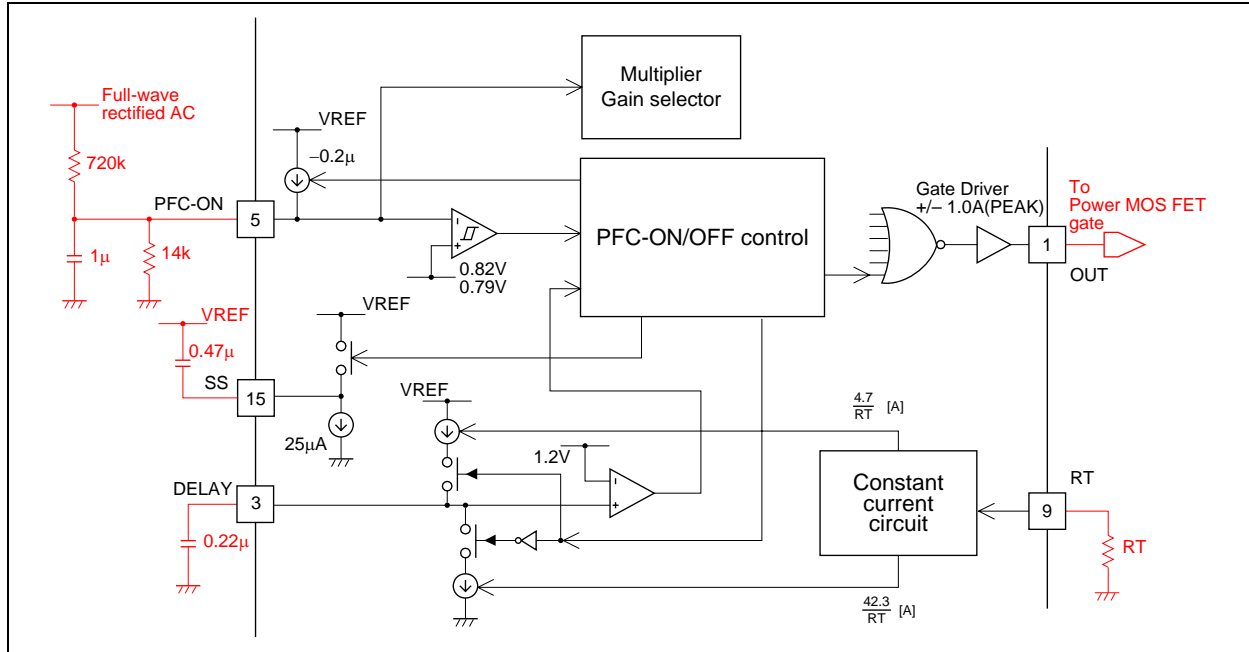 Full-wave
rectified AC
720k
PFC-ON
5
1μ
14k
VREF
–0.2μ
Multiplier
Gain selector
0.82V
0.79V
PFC-ON/OFF control
Gate Driver
+/– 1.0A(PEAK)
1
OUT
To
Power MOS FET
gate
VREF
0.47μ
SS
15
VREF
25μA
DELAY
3
0.22μ
VREF
1.2V
4.7
RT [A]
Constant
current
circuit
42.3
RT [A]
RT
9
RT